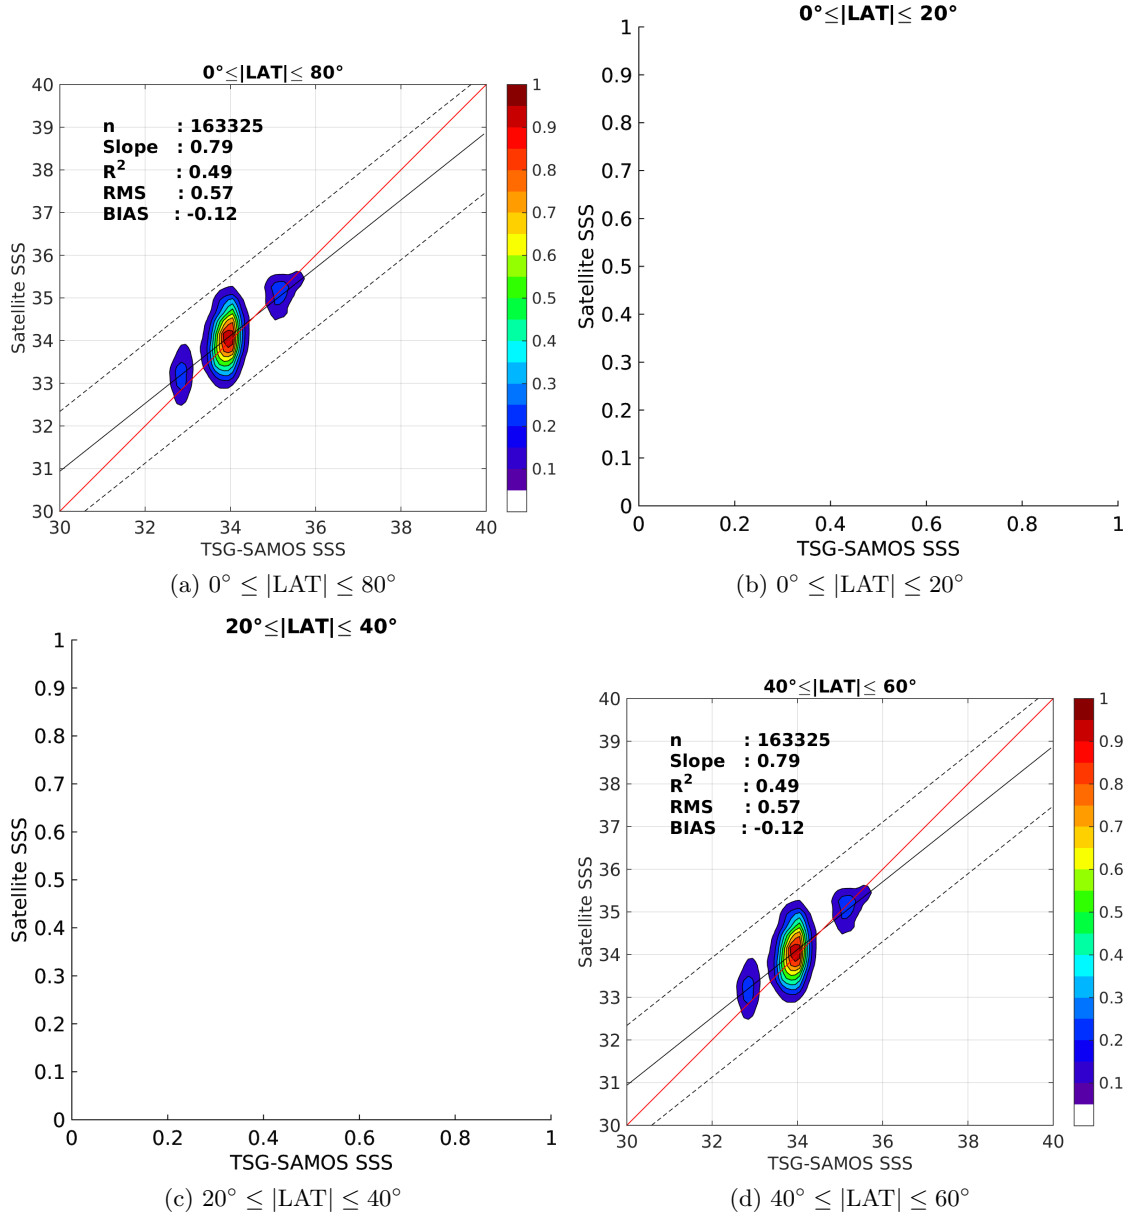 0°≤|LAT|≤ 80°
40
39
38
37
36
35
34
33
32
31
30
Satellite SSS
n : 163325
Slope : 0.79
R² : 0.49
RMS : 0.57
BIAS : -0.12
30 32 34 36 38 40
TSG-SAMOS SSS
1
0.9
0.8
0.7
0.6
0.5
0.4
0.3
0.2
0.1
(a) 0° ≤ |LAT| ≤ 80°
0°≤|LAT|≤ 20°
1
0.9
0.8
0.7
0.6
0.5
0.4
0.3
0.2
0.1
0
Satellite SSS
0 0.2 0.4 0.6 0.8 1
TSG-SAMOS SSS
(b) 0° ≤ |LAT| ≤ 20°
20°≤|LAT|≤ 40°
1
0.9
0.8
0.7
0.6
0.5
0.4
0.3
0.2
0.1
0
Satellite SSS
0 0.2 0.4 0.6 0.8 1
TSG-SAMOS SSS
(c) 20° ≤ |LAT| ≤ 40°
40°≤|LAT|≤ 60°
40
39
38
37
36
35
34
33
32
31
30
Satellite SSS
n : 163325
Slope : 0.79
R² : 0.49
RMS : 0.57
BIAS : -0.12
30 32 34 36 38 40
TSG-SAMOS SSS
1
0.9
0.8
0.7
0.6
0.5
0.4
0.3
0.2
0.1
(d) 40° ≤ |LAT| ≤ 60°